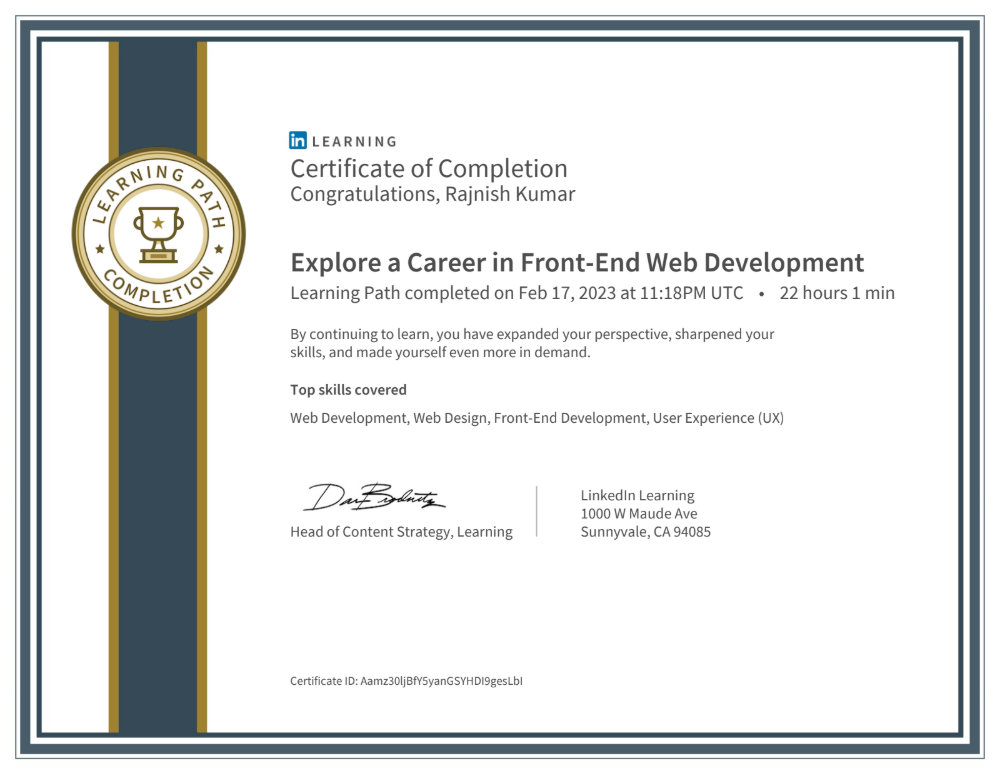 LEARNING PATH
COMPLETION
in LEARNING
Certificate of Completion
Congratulations, Rajnish Kumar
Explore a Career in Front-End Web Development
Learning Path completed on Feb 17, 2023 at 11:18PM UTC • 22 hours 1 min
By continuing to learn, you have expanded your perspective, sharpened your
skills, and made yourself even more in demand.
Top skills covered
Web Development, Web Design, Front-End Development, User Experience (UX)
Head of Content Strategy, Learning
LinkedIn Learning
1000 W Maude Ave
Sunnyvale, CA 94085
Certificate ID: Aamz30ljBfY5yanGSYHDI9gesLbI